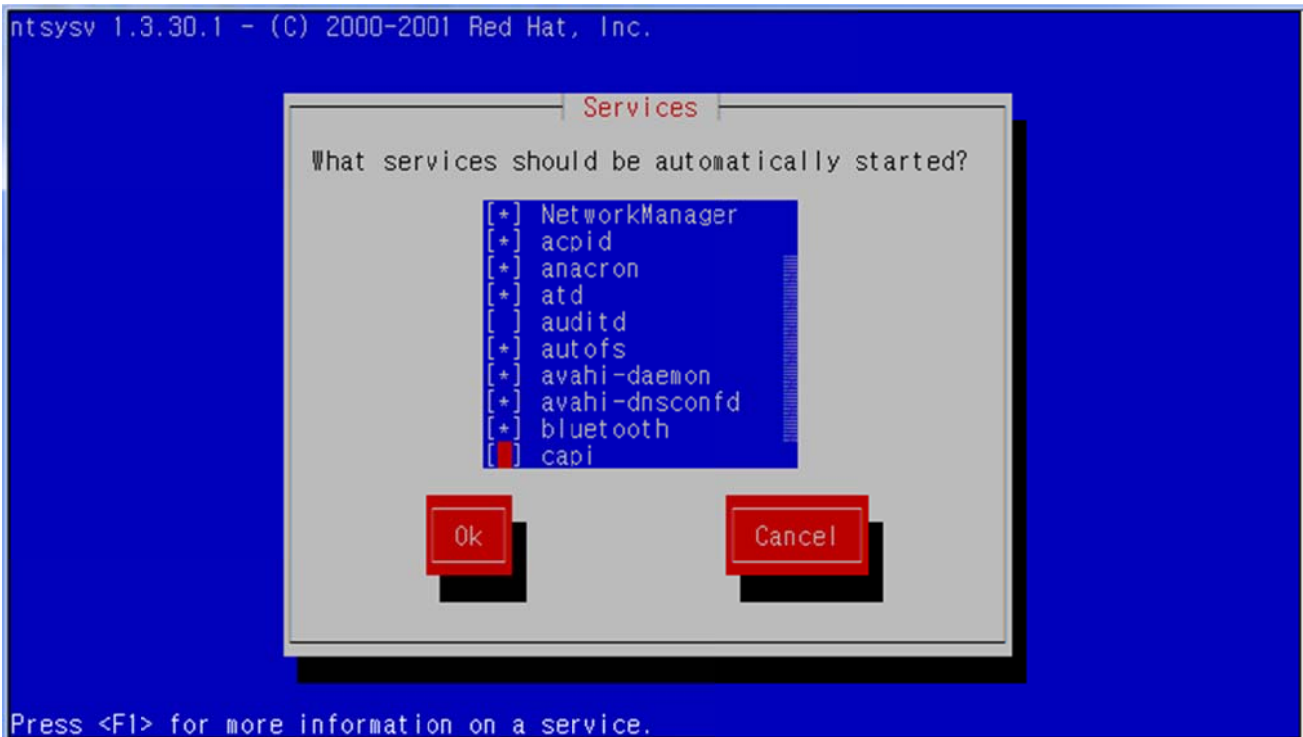 ntsysv 1.3.30.1 - (C) 2000-2001 Red Hat, Inc.
Services
What services should be automatically started?
[*] NetworkManager
[*] acpid
[*] anacron
[*] atd
[ ] auditd
[*] autofs
[*] avahi-daemon
[*] avahi-dnsconfd
[*] bluetooth
[ ] capi
Ok Cancel
Press <F1> for more information on a service.